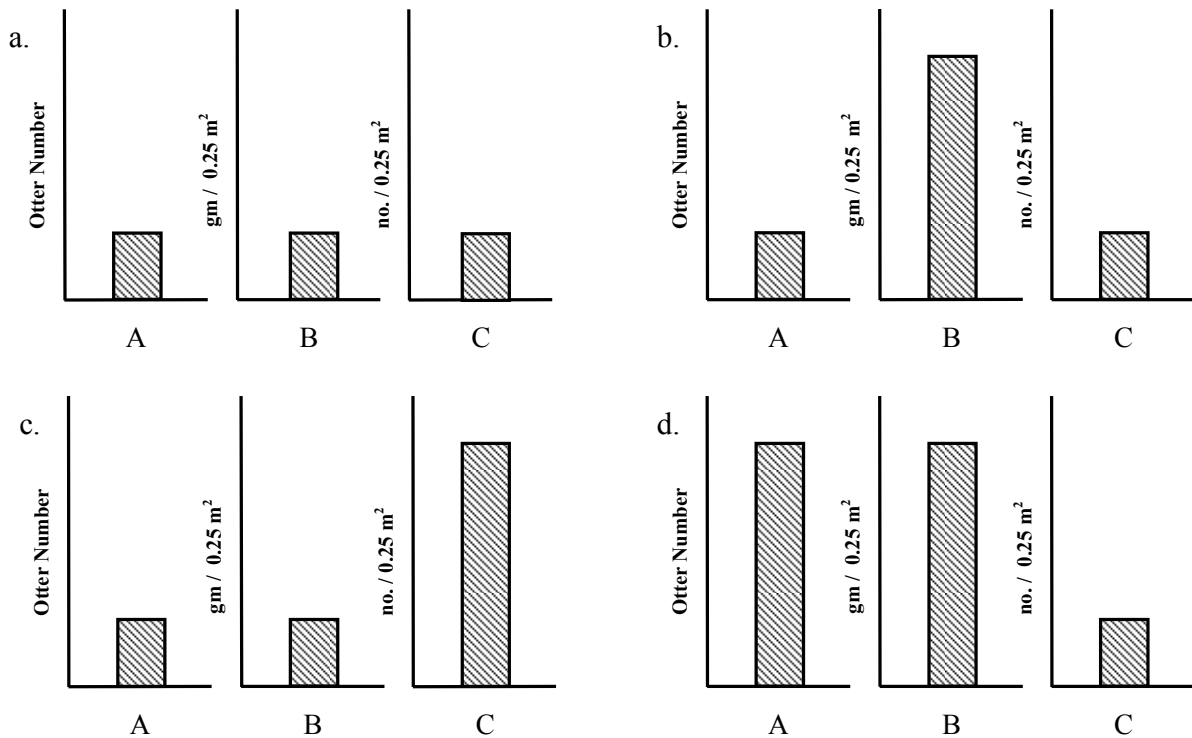 a.
Otter Number
gm / 0.25 m²
no. / 0.25 m²
A B C
b.
Otter Number
gm / 0.25 m²
no. / 0.25 m²
A B C
c.
Otter Number
gm / 0.25 m²
no. / 0.25 m²
A B C
d.
Otter Number
gm / 0.25 m²
no. / 0.25 m²
A B C